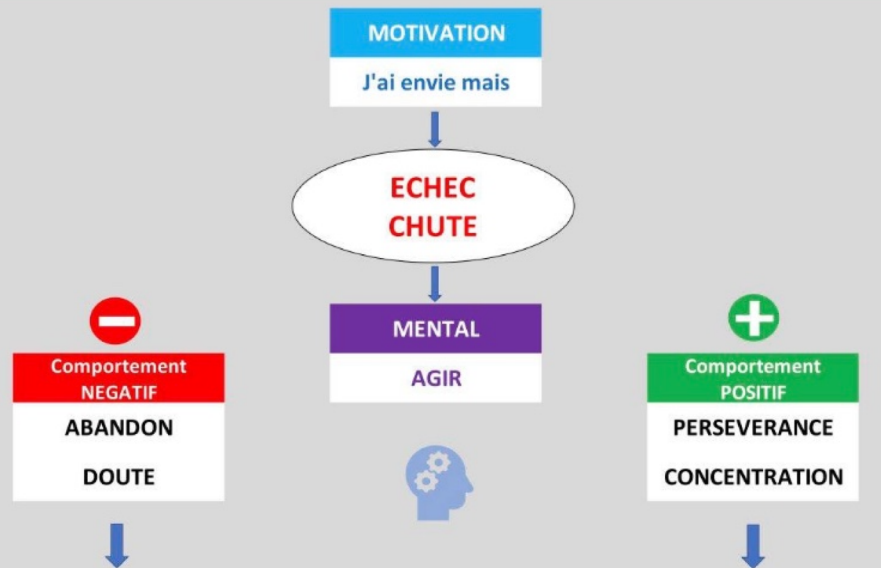 MOTIVATION
J'ai envie mais
ECHEC
CHUTE
MENTAL
AGIR
Comportement
NEGATIF
ABANDON
DOUTE
Comportement
POSITIF
PERSEVERANCE
CONCENTRATION